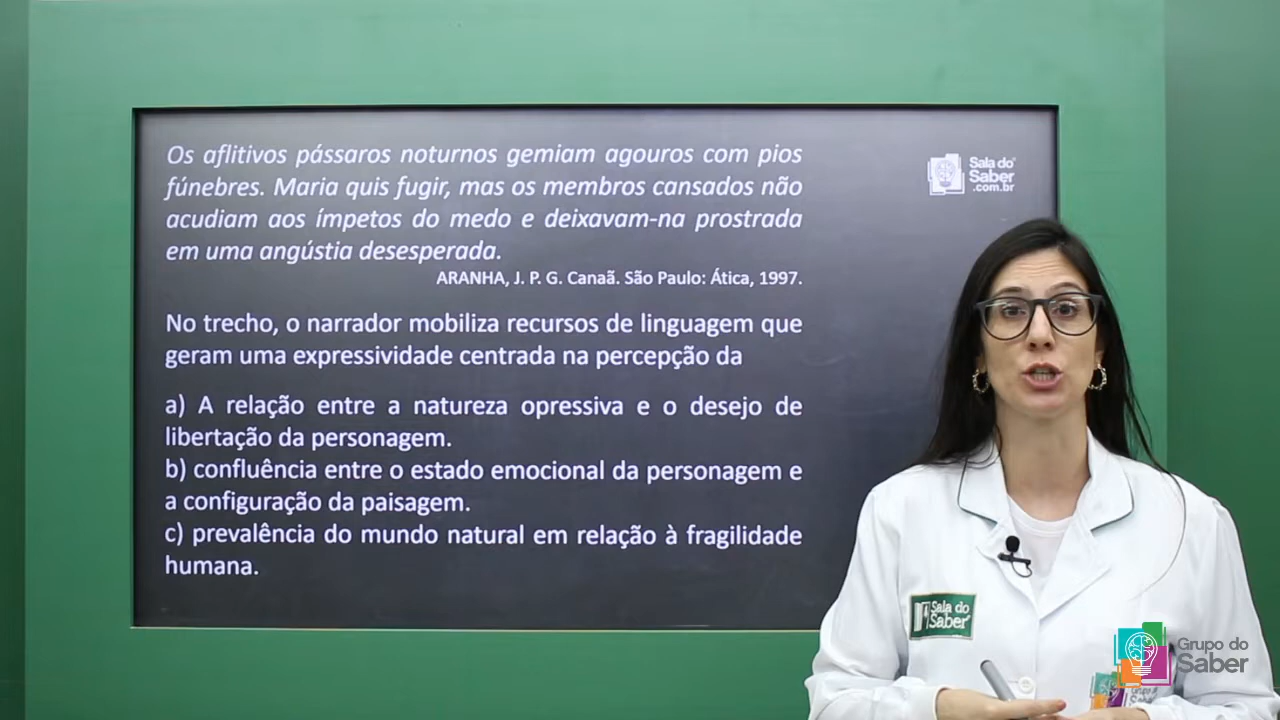 Os aflitivos pássaros noturnos gemiam agouros com pios
fúnebres. Maria quis fugir, mas os membros cansados não
acudiam aos ímpetos do medo e deixavam-na prostrada
em uma angústia desesperada.
ARANHA, J. P. G. Canaã. São Paulo: Ática, 1997.
No trecho, o narrador mobiliza recursos de linguagem que
geram uma expressividade centrada na percepção da
a) A relação entre a natureza opressiva e o desejo de
libertação da personagem.
b) confluência entre o estado emocional da personagem e
a configuração da paisagem.
c) prevalência do mundo natural em relação à fragilidade
humana.
Sala do
Saber
.com.br
Sala do
Saber
Grupo do
Saber